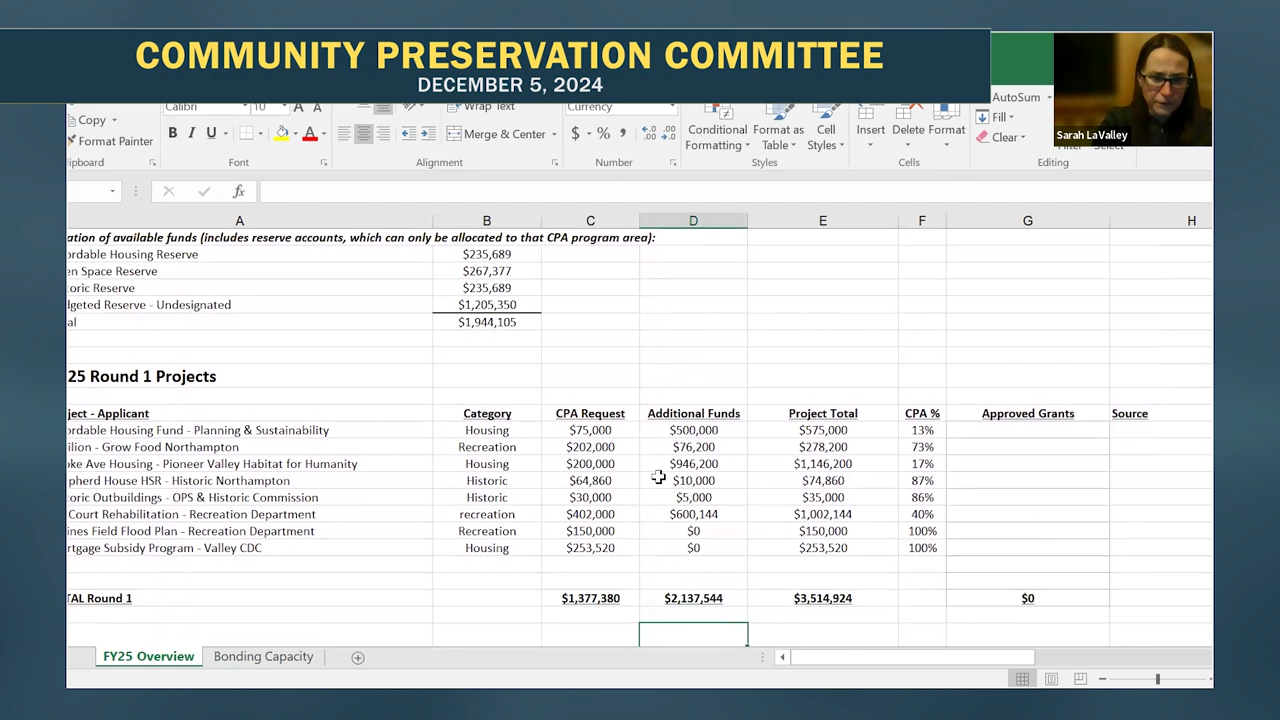 COMMUNITY PRESERVATION COMMITTEE
DECEMBER 5, 2024
Sarah LaValley
Calibri 10 A A Wrap Text Currency AutoSum
Copy Conditional Format Cell Insert Delete Format Fill
Format Painter B I U A Merge & Center $ % Formatting Table Styles Clear
lipboard Font Alignment Number Styles Cells Editing
fx
A B C D E F G H
ation of available funds (includes reserve accounts, which can only be allocated to that CPA program area):
ordable Housing Reserve $235,689
en Space Reserve $267,377
toric Reserve $235,689
dgeted Reserve - Undesignated $1,205,350
al $1,944,105
25 Round 1 Projects
ject - Applicant Category CPA Request Additional Funds Project Total CPA % Approved Grants Source
ordable Housing Fund - Planning & Sustainability Housing $75,000 $500,000 $575,000 13%
ilion - Grow Food Northampton Recreation $202,000 $76,200 $278,200 73%
oke Ave Housing - Pioneer Valley Habitat for Humanity Housing $200,000 $946,200 $1,146,200 17%
pherd House HSR - Historic Northampton Historic $64,860 $10,000 $74,860 87%
toric Outbuildings - OPS & Historic Commission Historic $30,000 $5,000 $35,000 86%
Court Rehabilitation - Recreation Department recreation $402,000 $600,144 $1,002,144 40%
ines Field Flood Plan - Recreation Department Recreation $150,000 $0 $150,000 100%
rtgage Subsidy Program - Valley CDC Housing $253,520 $0 $253,520 100%
TAL Round 1 $1,377,380 $2,137,544 $3,514,924 $0
FY25 Overview Bonding Capacity